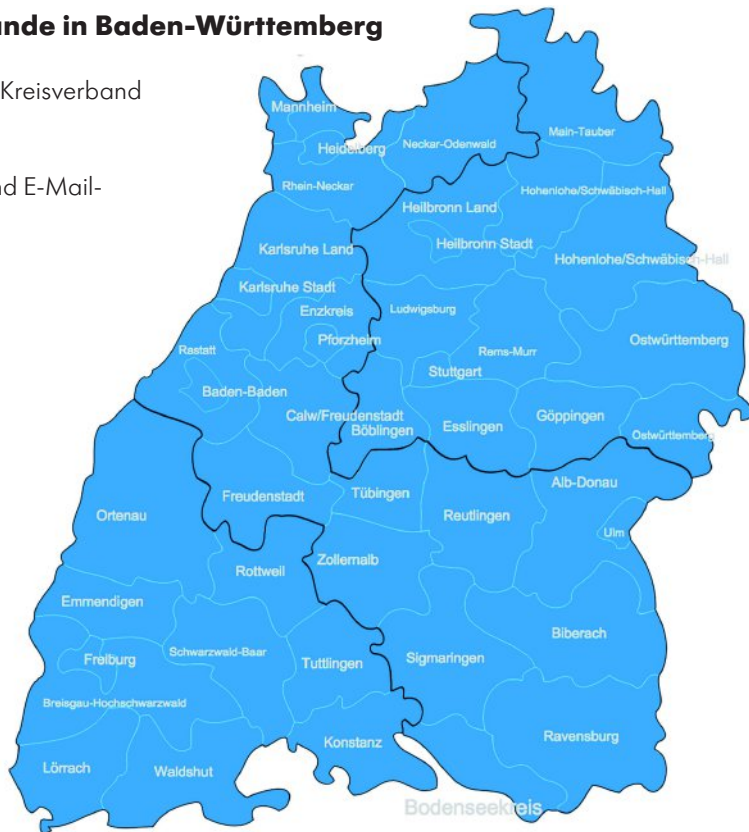 ande in Baden-Württemberg
Kreisverband
nd E-Mail-
Mannheim
Heidelberg
Neckar-Odenwald
Main-Tauber
Rhein-Neckar
Hohenlohe/Schwäbisch-Hall
Heilbronn Land
Heilbronn Stadt
Karlsruhe Land
Hohenlohe/Schwäbisch-Hall
Karlsruhe Stadt
Enzkreis
Ludwigsburg
Pforzheim
Rastatt
Rems-Murr
Ostwürttemberg
Stuttgart
Baden-Baden
Calw/Freudenstadt
Böblingen
Esslingen
Göppingen
Ostwürttemberg
Freudenstadt
Tübingen
Alb-Donau
Ortenau
Reutlingen
Ulm
Zollernalb
Rottweil
Emmendigen
Biberach
Schwarzwald-Baar
Freiburg
Tuttlingen
Sigmaringen
Breisgau-Hochschwarzwald
Konstanz
Ravensburg
Lörrach
Waldshut
Bodenseekreis